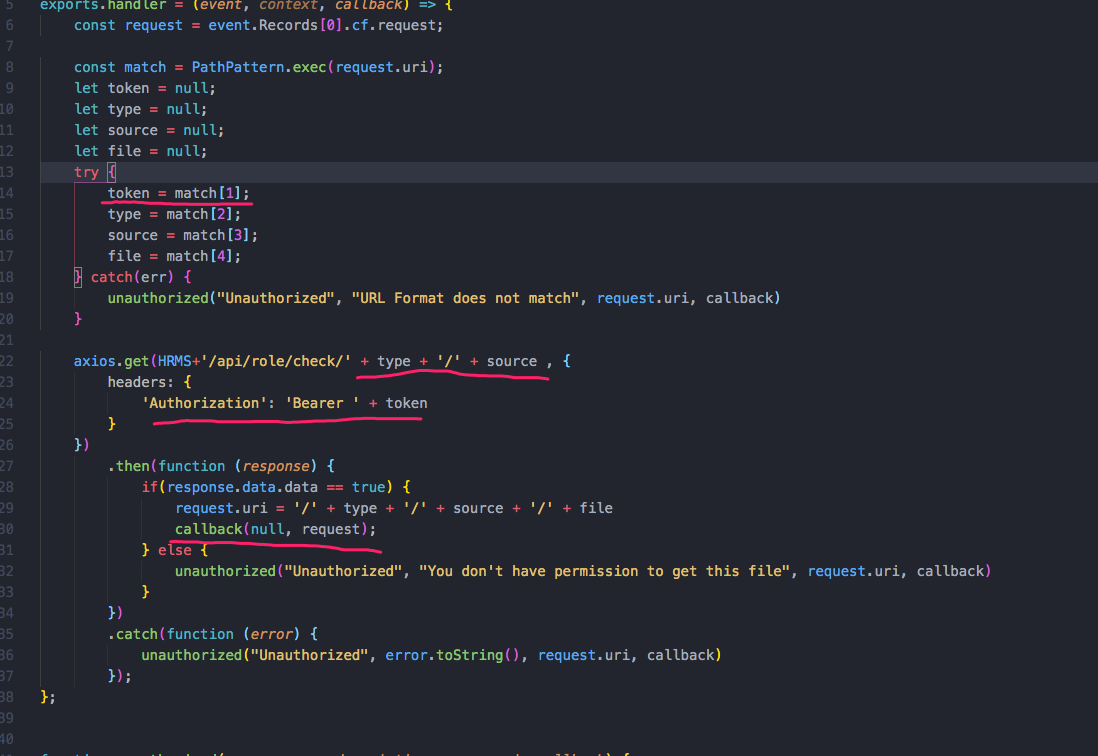 5 exports.handler = (event, context, callback) => {
6 const request = event.Records[0].cf.request;
7
8 const match = PathPattern.exec(request.uri);
9 let token = null;
10 let type = null;
11 let source = null;
12 let file = null;
13 try {
14 token = match[1];
15 type = match[2];
16 source = match[3];
17 file = match[4];
18 } catch(err) {
19 unauthorized("Unauthorized", "URL Format does not match", request.uri, callback)
20 }
21
22 axios.get(HRMS+'/api/role/check/' + type + '/' + source , {
23 headers: {
24 'Authorization': 'Bearer ' + token
25 }
26 })
27 .then(function (response) {
28 if(response.data.data == true) {
29 request.uri = '/' + type + '/' + source + '/' + file
30 callback(null, request);
31 } else {
32 unauthorized("Unauthorized", "You don't have permission to get this file", request.uri, callback)
33 }
34 })
35 .catch(function (error) {
36 unauthorized("Unauthorized", error.toString(), request.uri, callback)
37 });
38 };
39
40